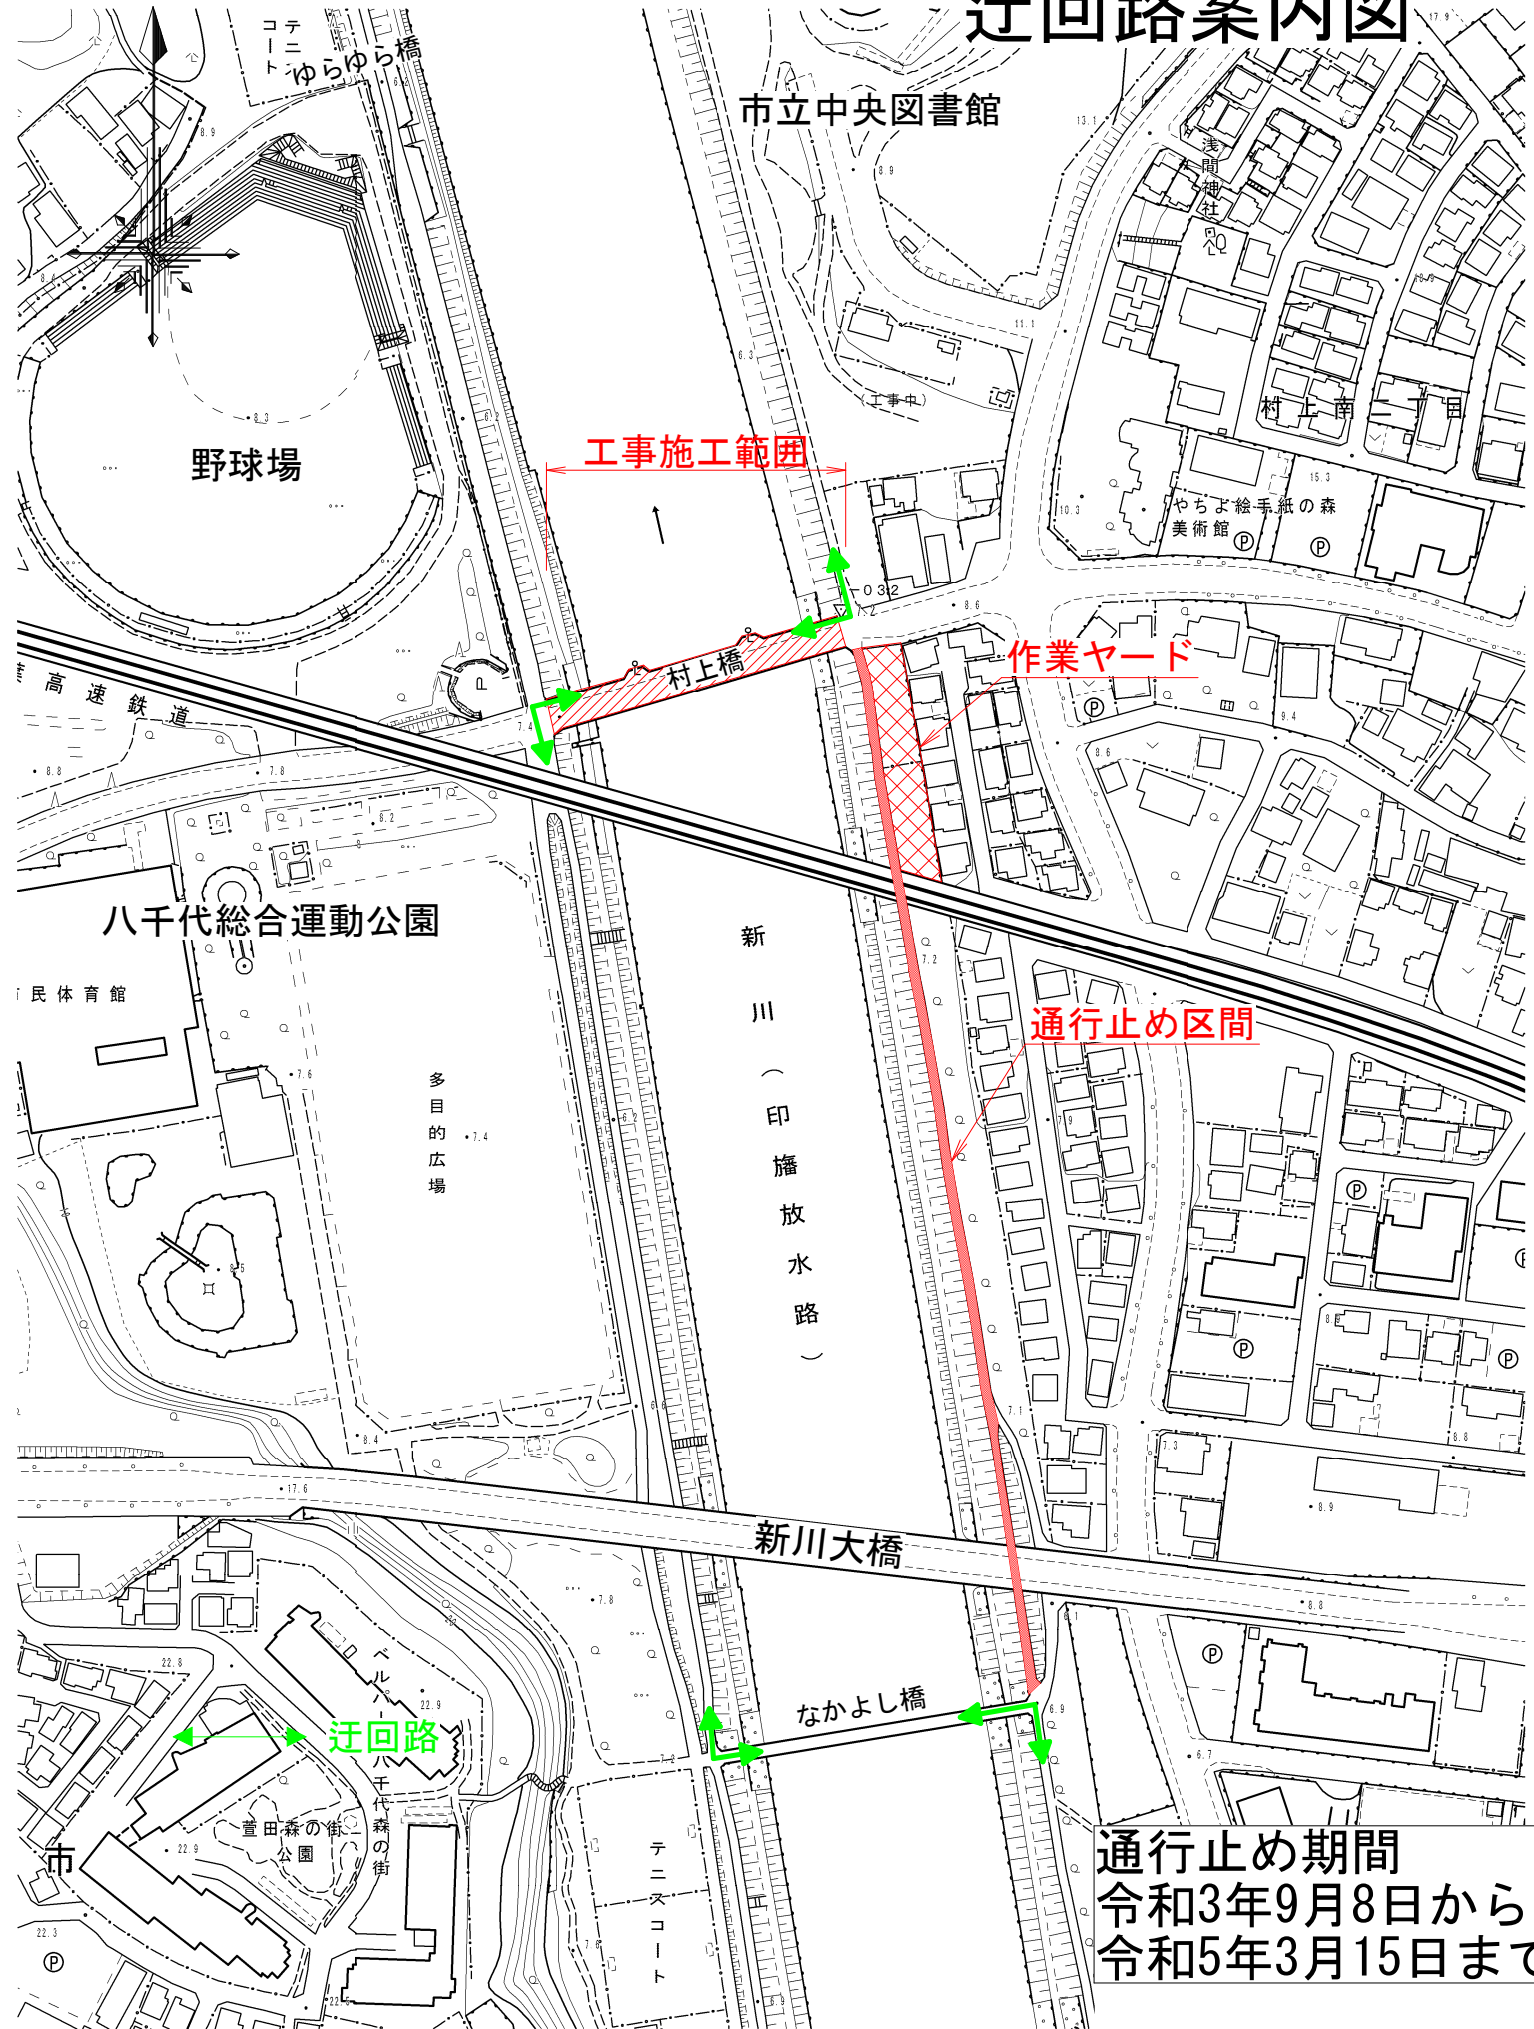 迂回路案内図
テニス
コート
ゆらゆら橋
市立中央図書館
浅間神社
(工事中)
村上南二丁目
野球場
工事施工範囲
やちよ絵手紙の森
美術館
村上橋
作業ヤード
高速鉄道
八千代総合運動公園
民体育館
多目的広場
新川(印旛放水路)
通行止め区間
新川大橋
なかよし橋
迂回路
萱田森の街
公園
八千代森の街
市
テニスコート
通行止め期間
令和3年9月8日から
令和5年3月15日まで